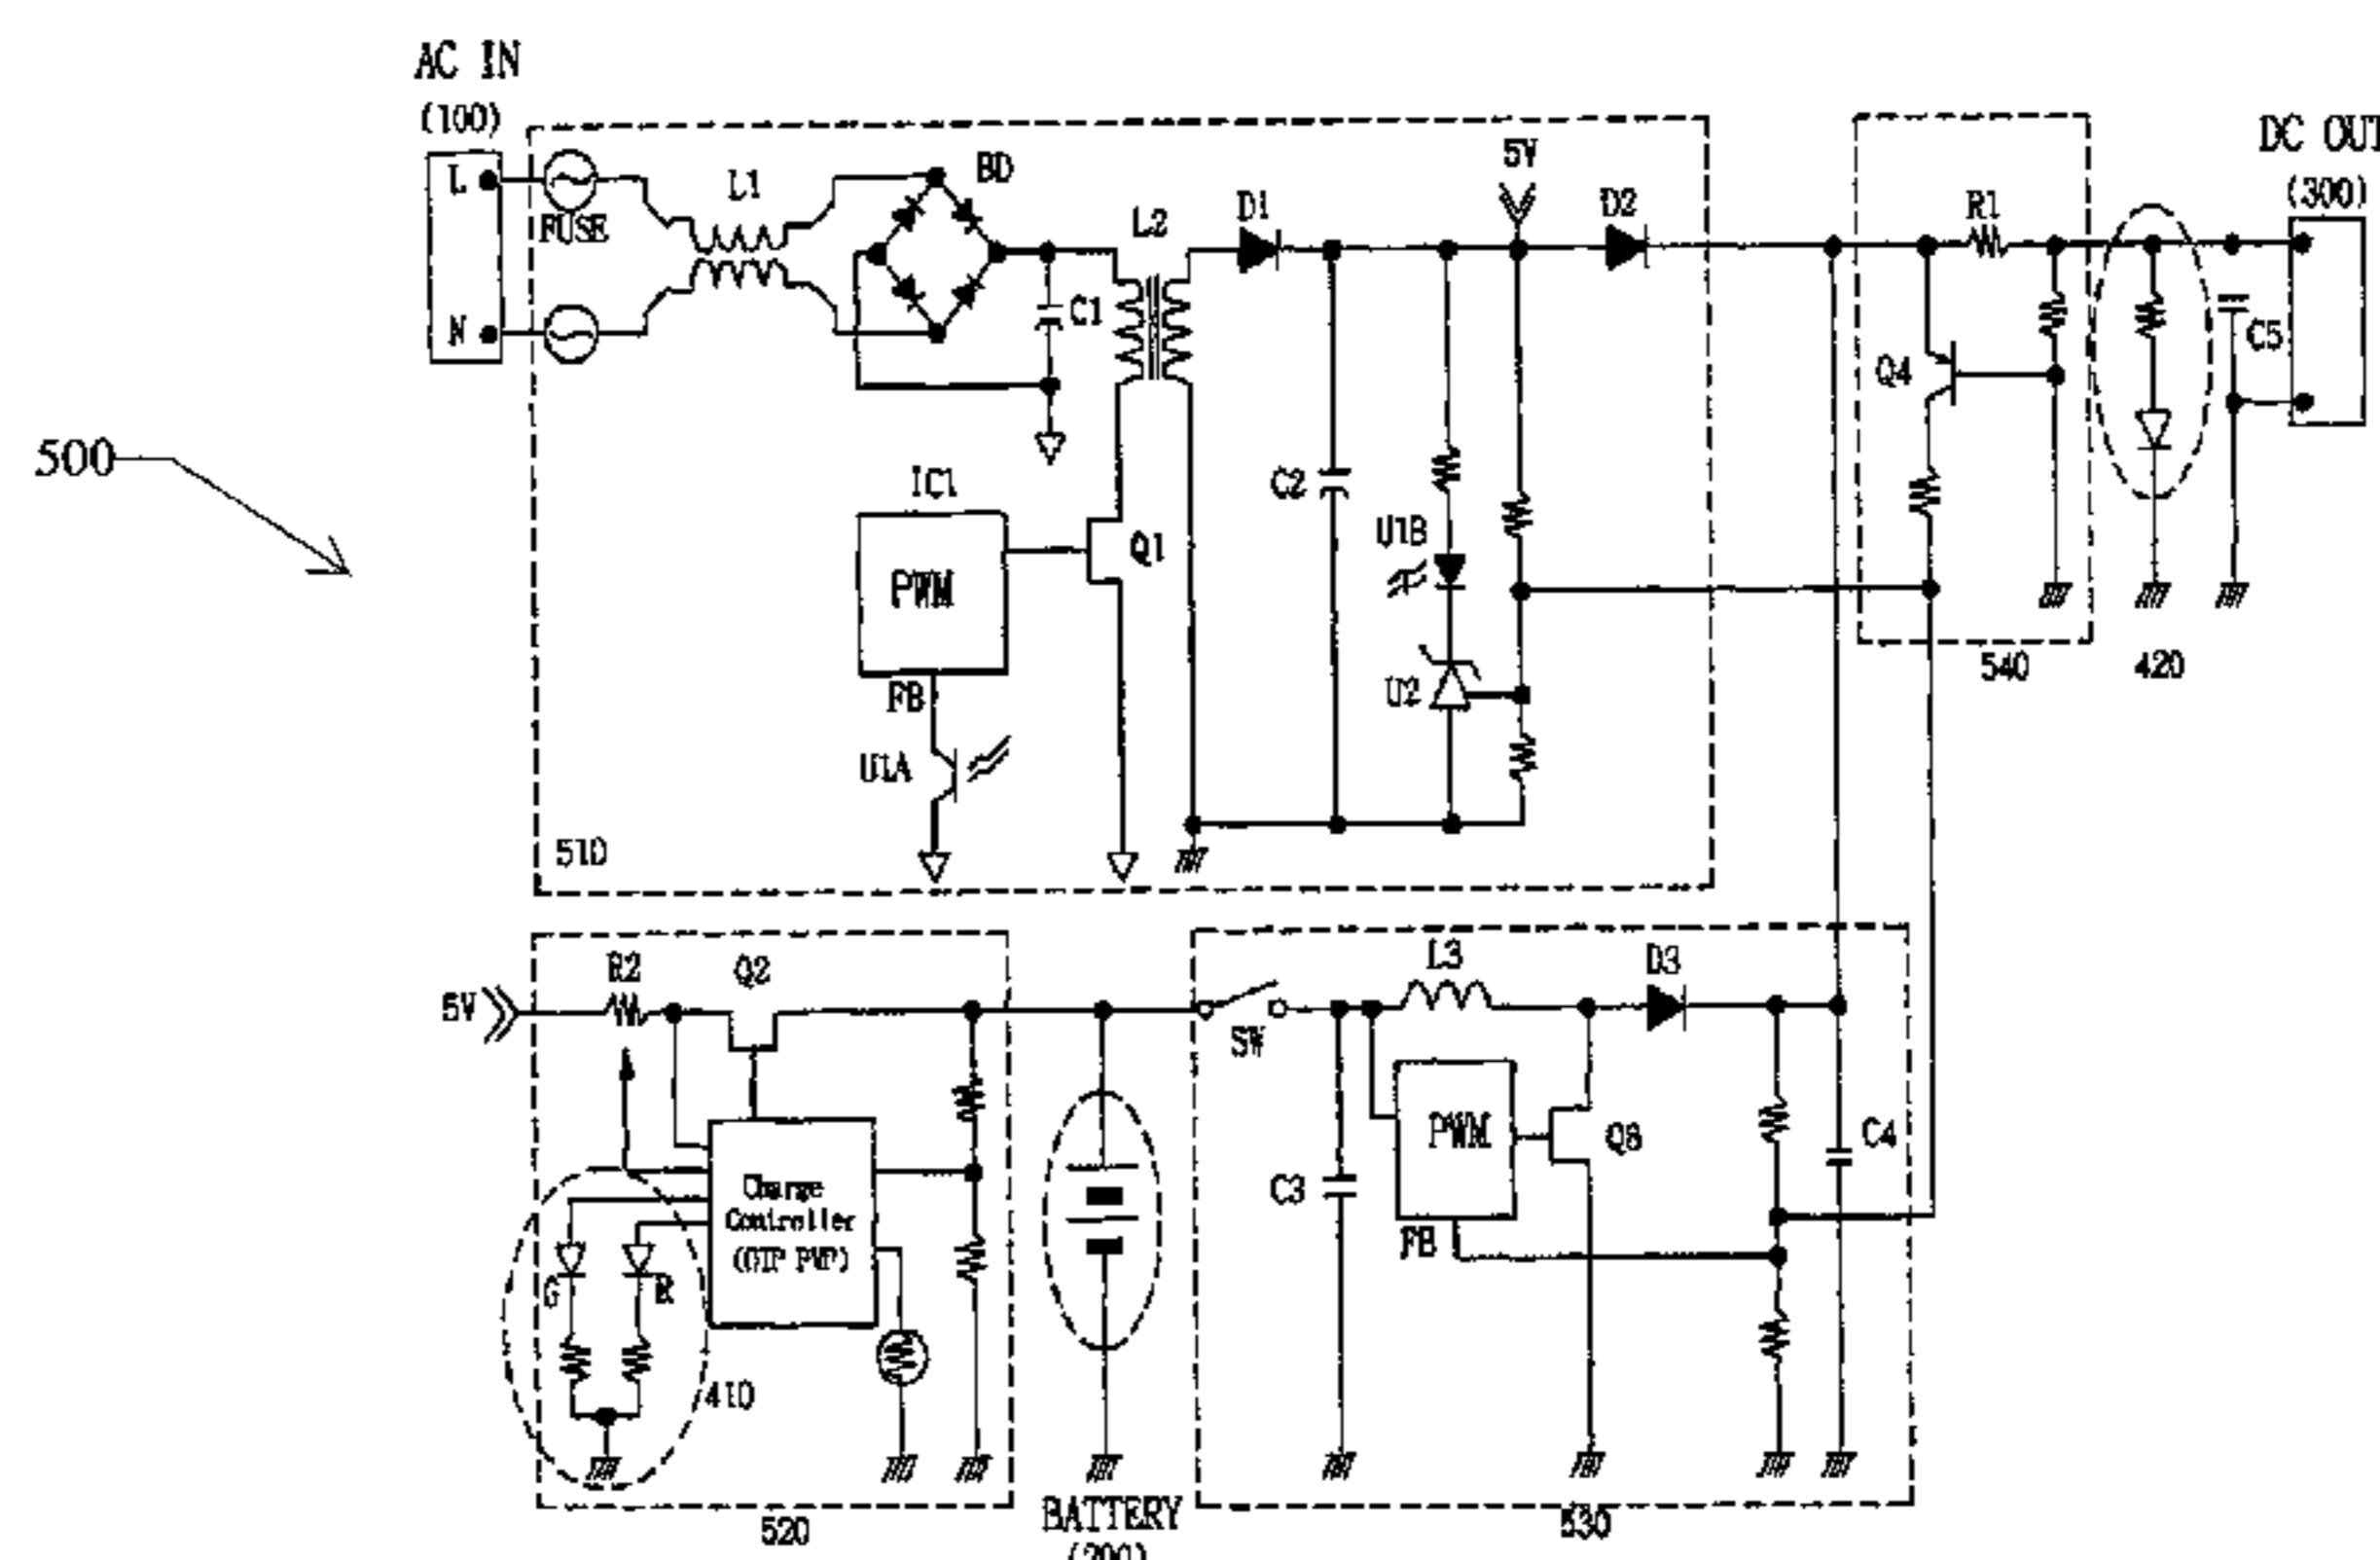 AC IN
(100)
L
N
FUSE
L1
BD
C1
L2
D1
5V
D2
R1
DC OUT
(300)
C5
Q4
500
IC1
PWM
FB
U1A
Q1
C2
U1B
U2
510
540
420
5V
R2
Q2
Charge
Controller
G
R
410
520
BATTERY
(200)
SW
L3
D3
PWM
FB
C3
C4
530